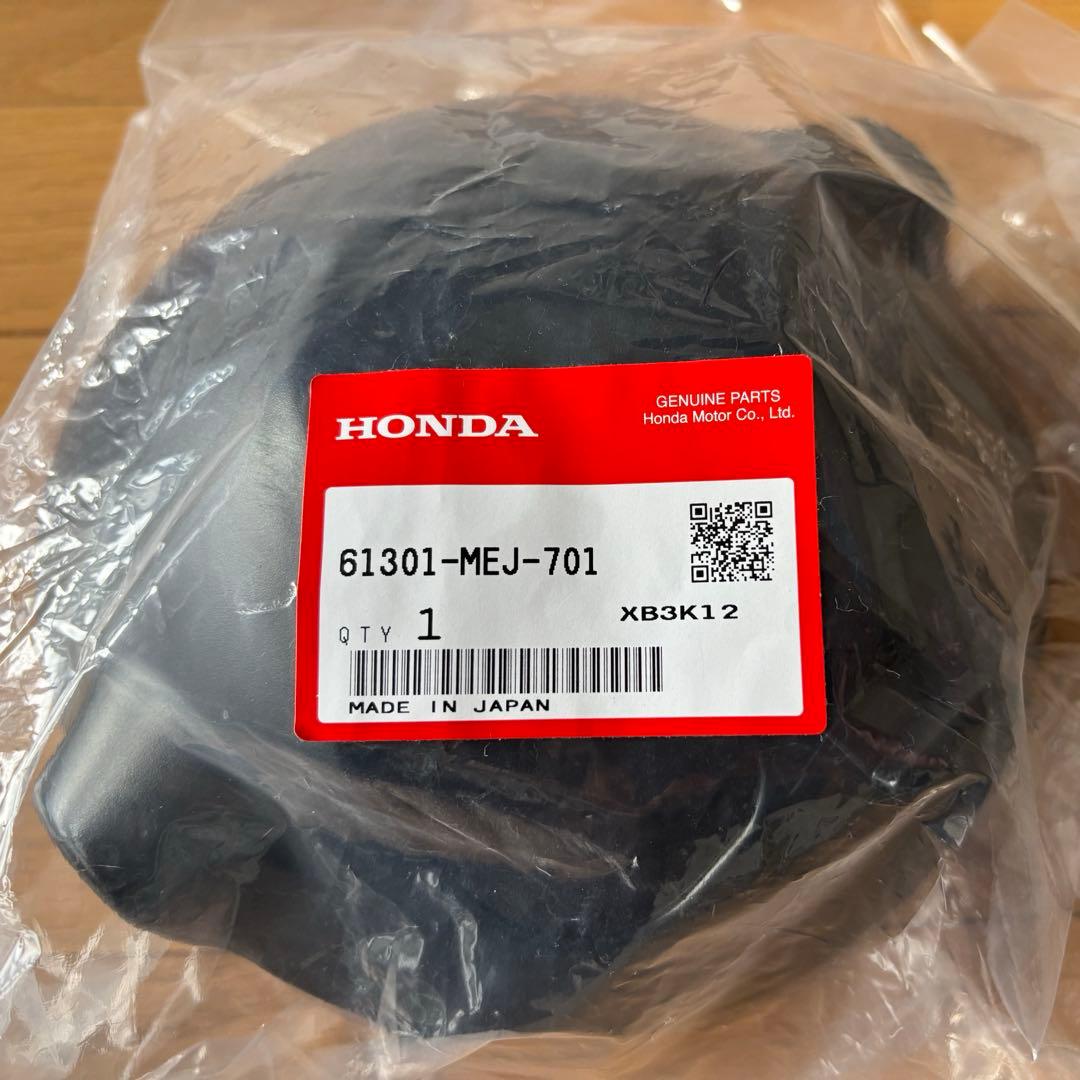 HONDA
GENUINE PARTS
Honda Motor Co., Ltd.
61301-MEJ-701
XB3K12
QTY 1
MADE IN JAPAN